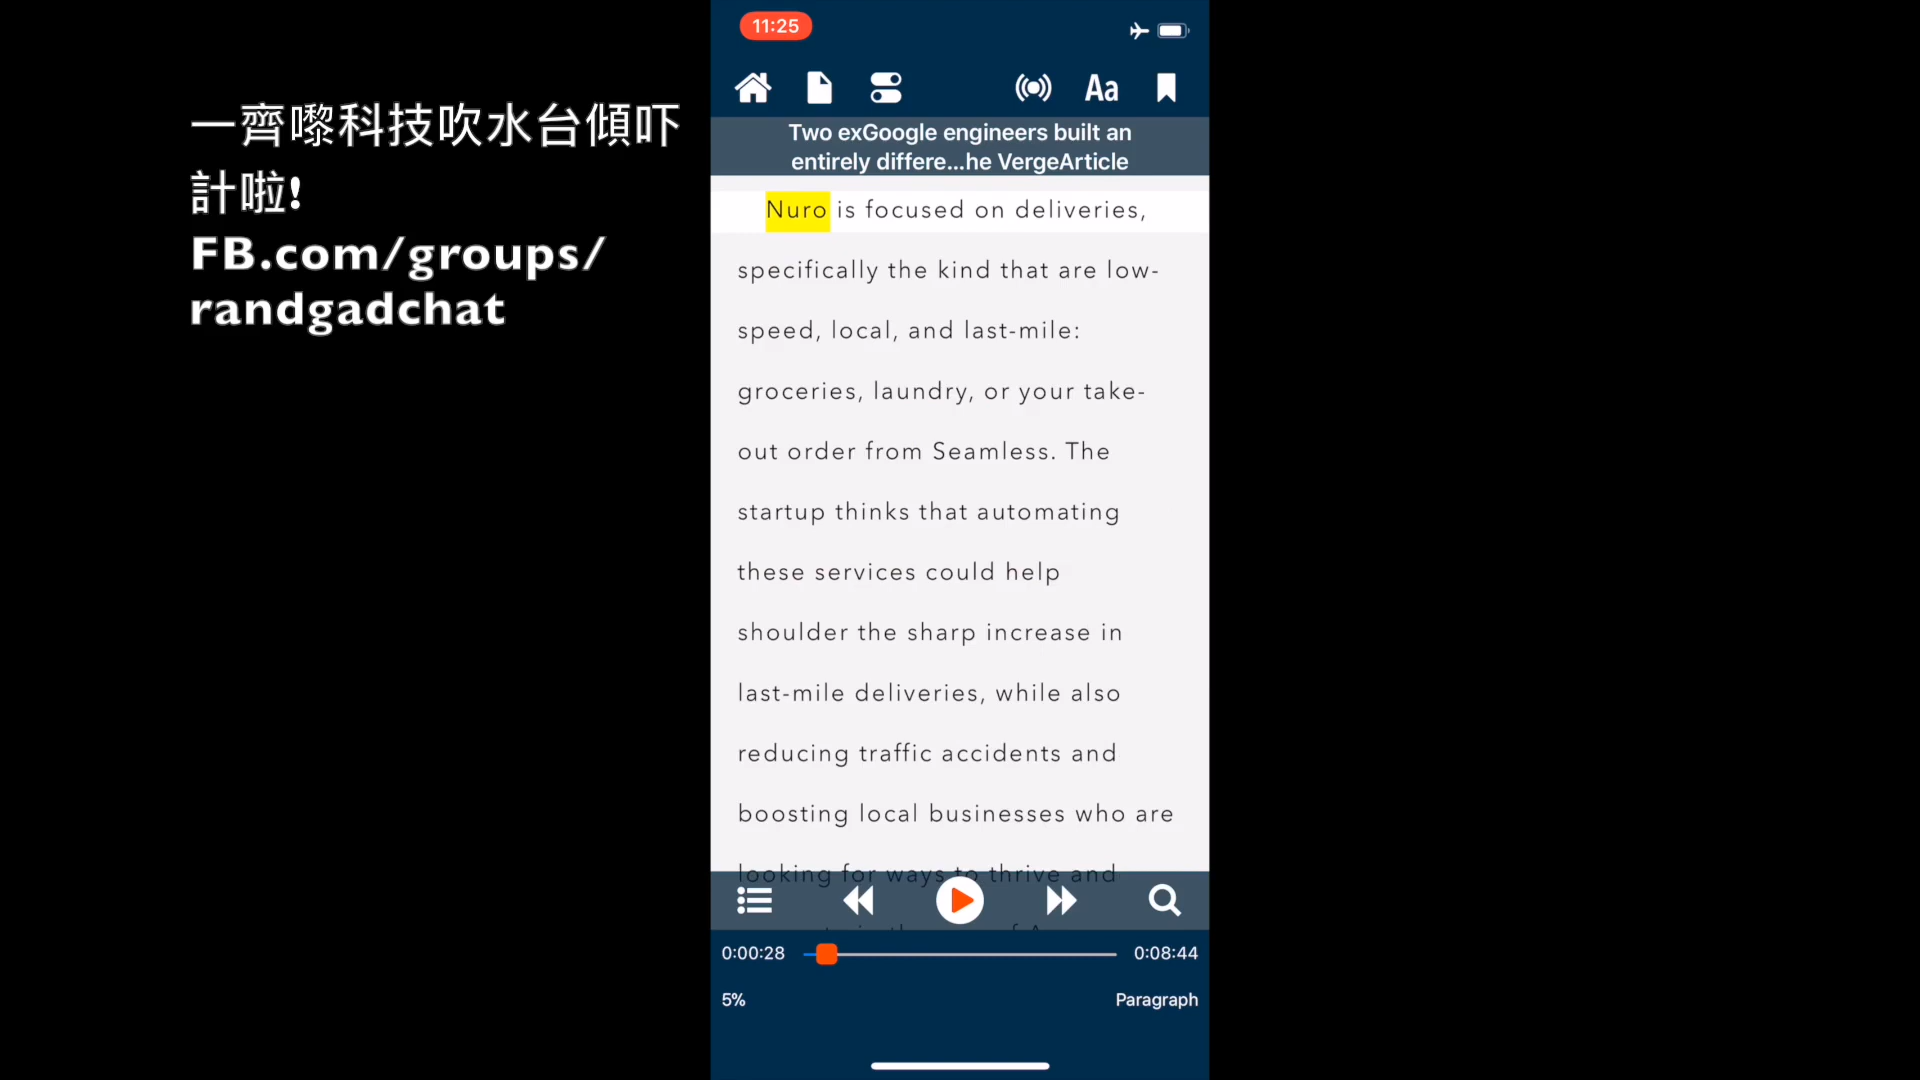 一齊嚟科技吹水台傾吓
計啦!
FB.com/groups/
randgadchat
11:25
Aa
Two exGoogle engineers built an
entirely differe...he VergeArticle
Nuro is focused on deliveries,
specifically the kind that are low-
speed, local, and last-mile:
groceries, laundry, or your take-
out order from Seamless. The
startup thinks that automating
these services could help
shoulder the sharp increase in
last-mile deliveries, while also
reducing traffic accidents and
boosting local businesses who are
looking for ways to thrive and
0:00:28
0:08:44
5%
Paragraph